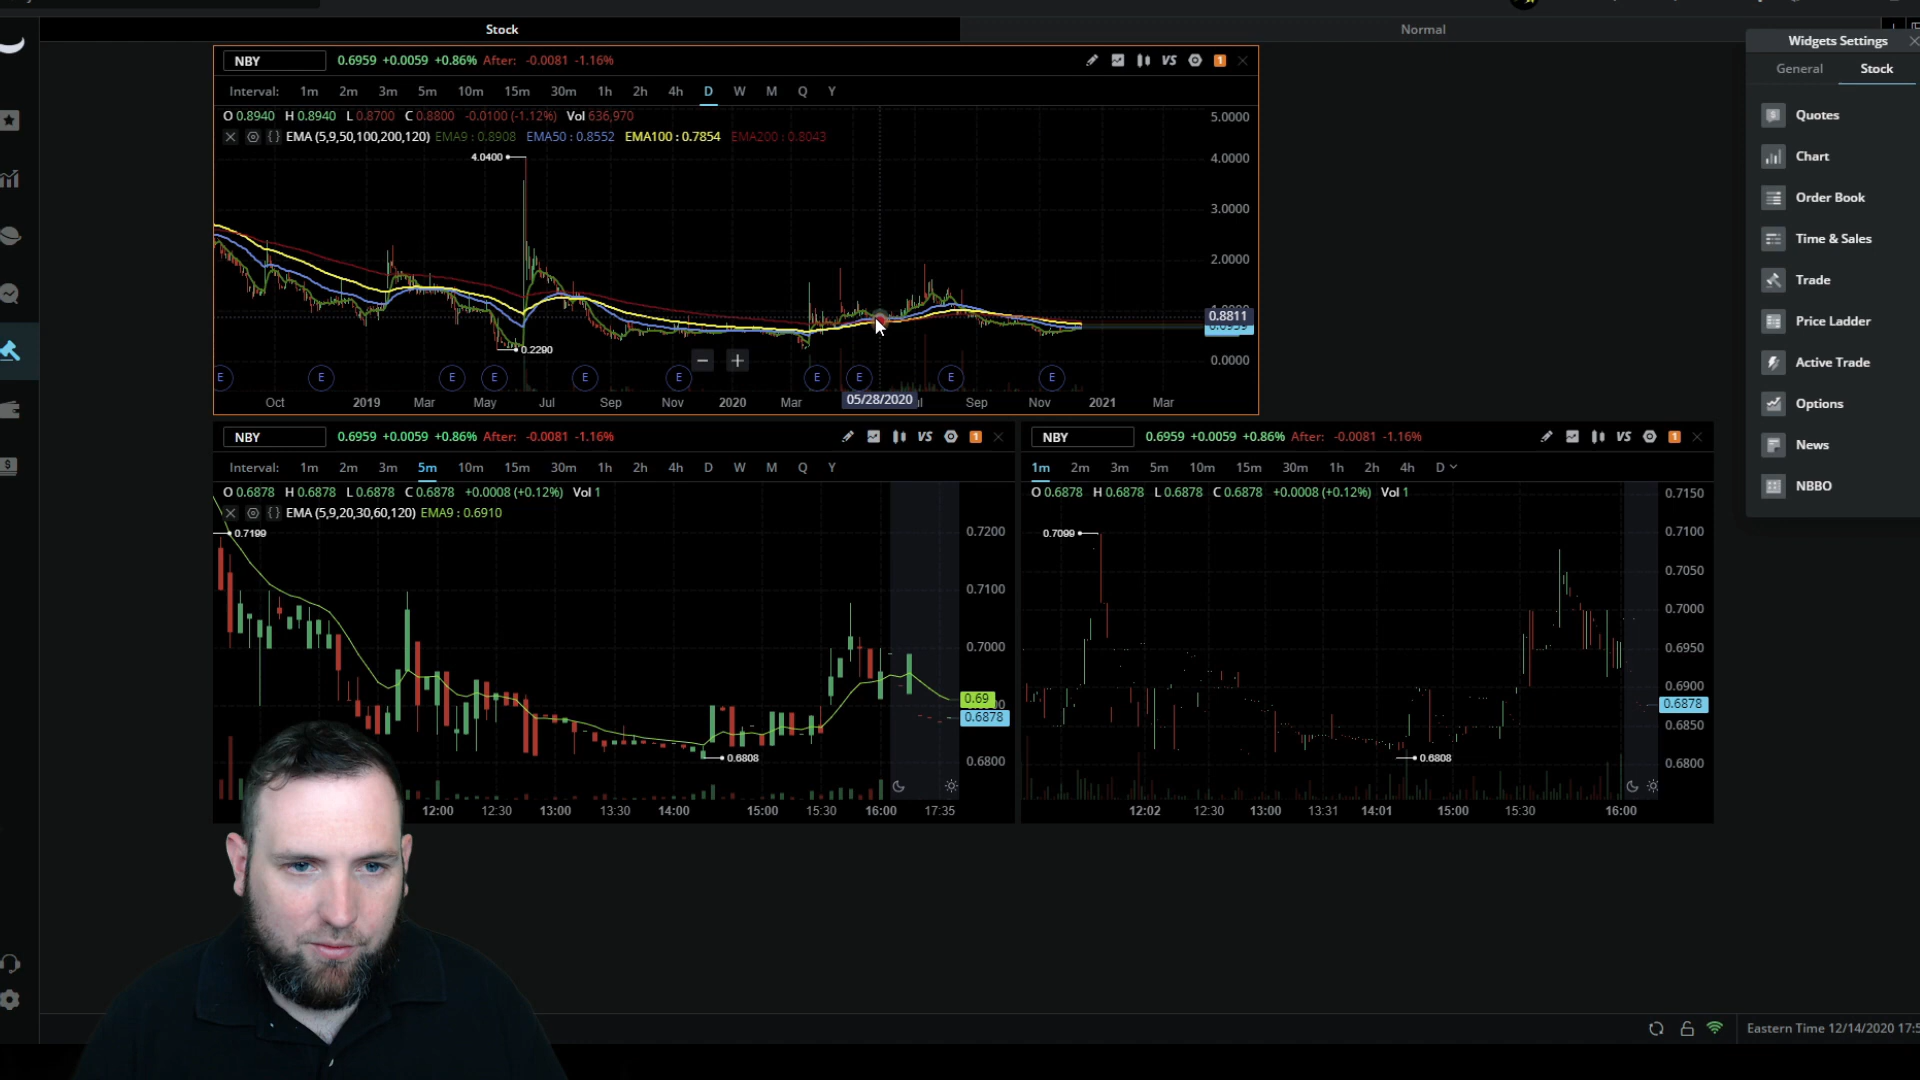 Stock
Normal
Widgets Settings
General Stock
Quotes
Chart
Order Book
Time & Sales
Trade
Price Ladder
Active Trade
Options
News
NBBO
NBY 0.6959 +0.0059 +0.86% After: -0.0081 -1.16% VS 1
Interval: 1m 2m 3m 5m 10m 15m 30m 1h 2h 4h D W M Q Y
O 0.8940 H 0.8940 L 0.8700 C 0.8800 -0.0100 (-1.12%) Vol 636,970
EMA (5,9,50,100,200,120) EMA9 : 0.8908 EMA50 : 0.8552 EMA100 : 0.7854 EMA200 : 0.8043
5.0000
4.0400
4.0000
3.0000
2.0000
0.8811
0.2290
0.0000
E E E E E E E E E E
Oct 2019 Mar May Jul Sep Nov 2020 Mar 05/28/2020 Sep Nov 2021 Mar
NBY 0.6959 +0.0059 +0.86% After: -0.0081 -1.16% VS 1
Interval: 1m 2m 3m 5m 10m 15m 30m 1h 2h 4h D W M Q Y
O 0.6878 H 0.6878 L 0.6878 C 0.6878 +0.0008 (+0.12%) Vol 1
EMA (5,9,20,30,60,120) EMA9 : 0.6910
0.7199
0.7200
0.7100
0.7000
0.69
0.6878
0.6808
0.6800
12:00 12:30 13:00 13:30 14:00 15:00 15:30 16:00 17:35
NBY 0.6959 +0.0059 +0.86% After: -0.0081 -1.16% VS 1
1m 2m 3m 5m 10m 15m 30m 1h 2h 4h D
O 0.6878 H 0.6878 L 0.6878 C 0.6878 +0.0008 (+0.12%) Vol 1
0.7150
0.7099
0.7100
0.7050
0.7000
0.6950
0.6900
0.6878
0.6850
0.6808
0.6800
12:02 12:30 13:00 13:31 14:01 15:00 15:30 16:00
Eastern Time 12/14/2020